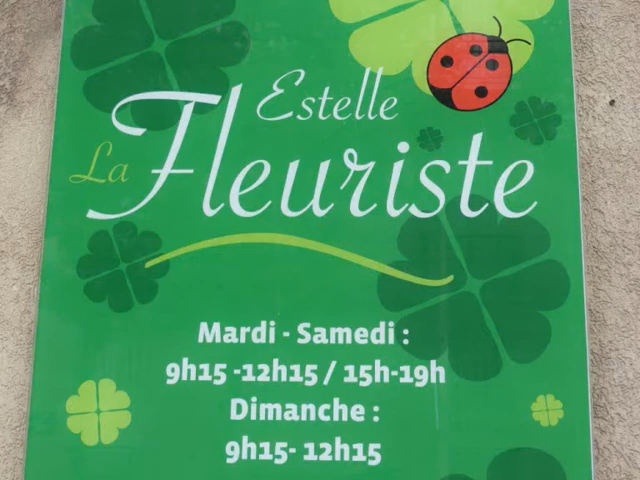 Estelle
La Fleuriste
Mardi - Samedi :
9h15 -12h15 / 15h-19h
Dimanche :
9h15- 12h15